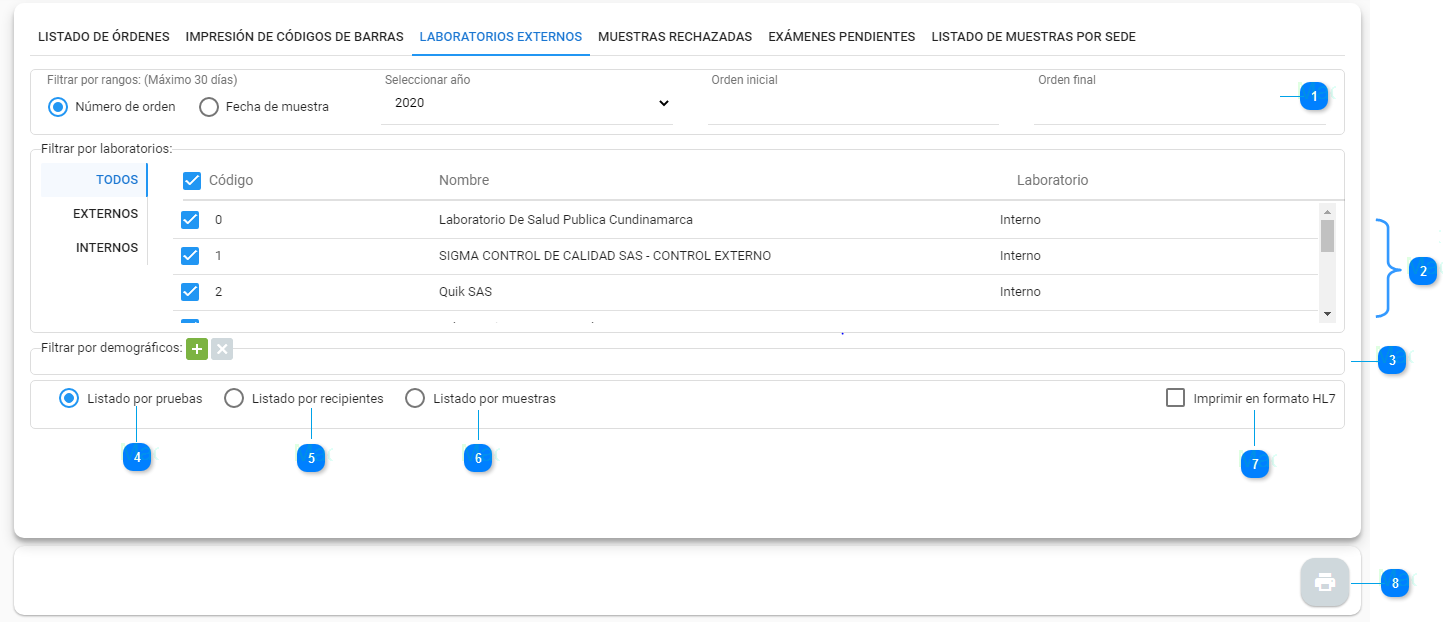 LISTADO DE ÓRDENES IMPRESIÓN DE CÓDIGOS DE BARRAS LABORATORIOS EXTERNOS MUESTRAS RECHAZADAS EXÁMENES PENDIENTES LISTADO DE MUESTRAS POR SEDE
Filtrar por rangos: (Máximo 30 días) Seleccionar año Orden inicial Orden final
Número de orden Fecha de muestra 2020 1
Filtrar por laboratorios:
TODOS Código Nombre Laboratorio
EXTERNOS 0 Laboratorio De Salud Publica Cundinamarca Interno
INTERNOS 1 SIGMA CONTROL DE CALIDAD SAS - CONTROL EXTERNO Interno
2
2 Quik SAS Interno
Filtrar por demográficos:
3
Listado por pruebas Listado por recipientes Listado por muestras Imprimir en formato HL7
4 5 6 7
8